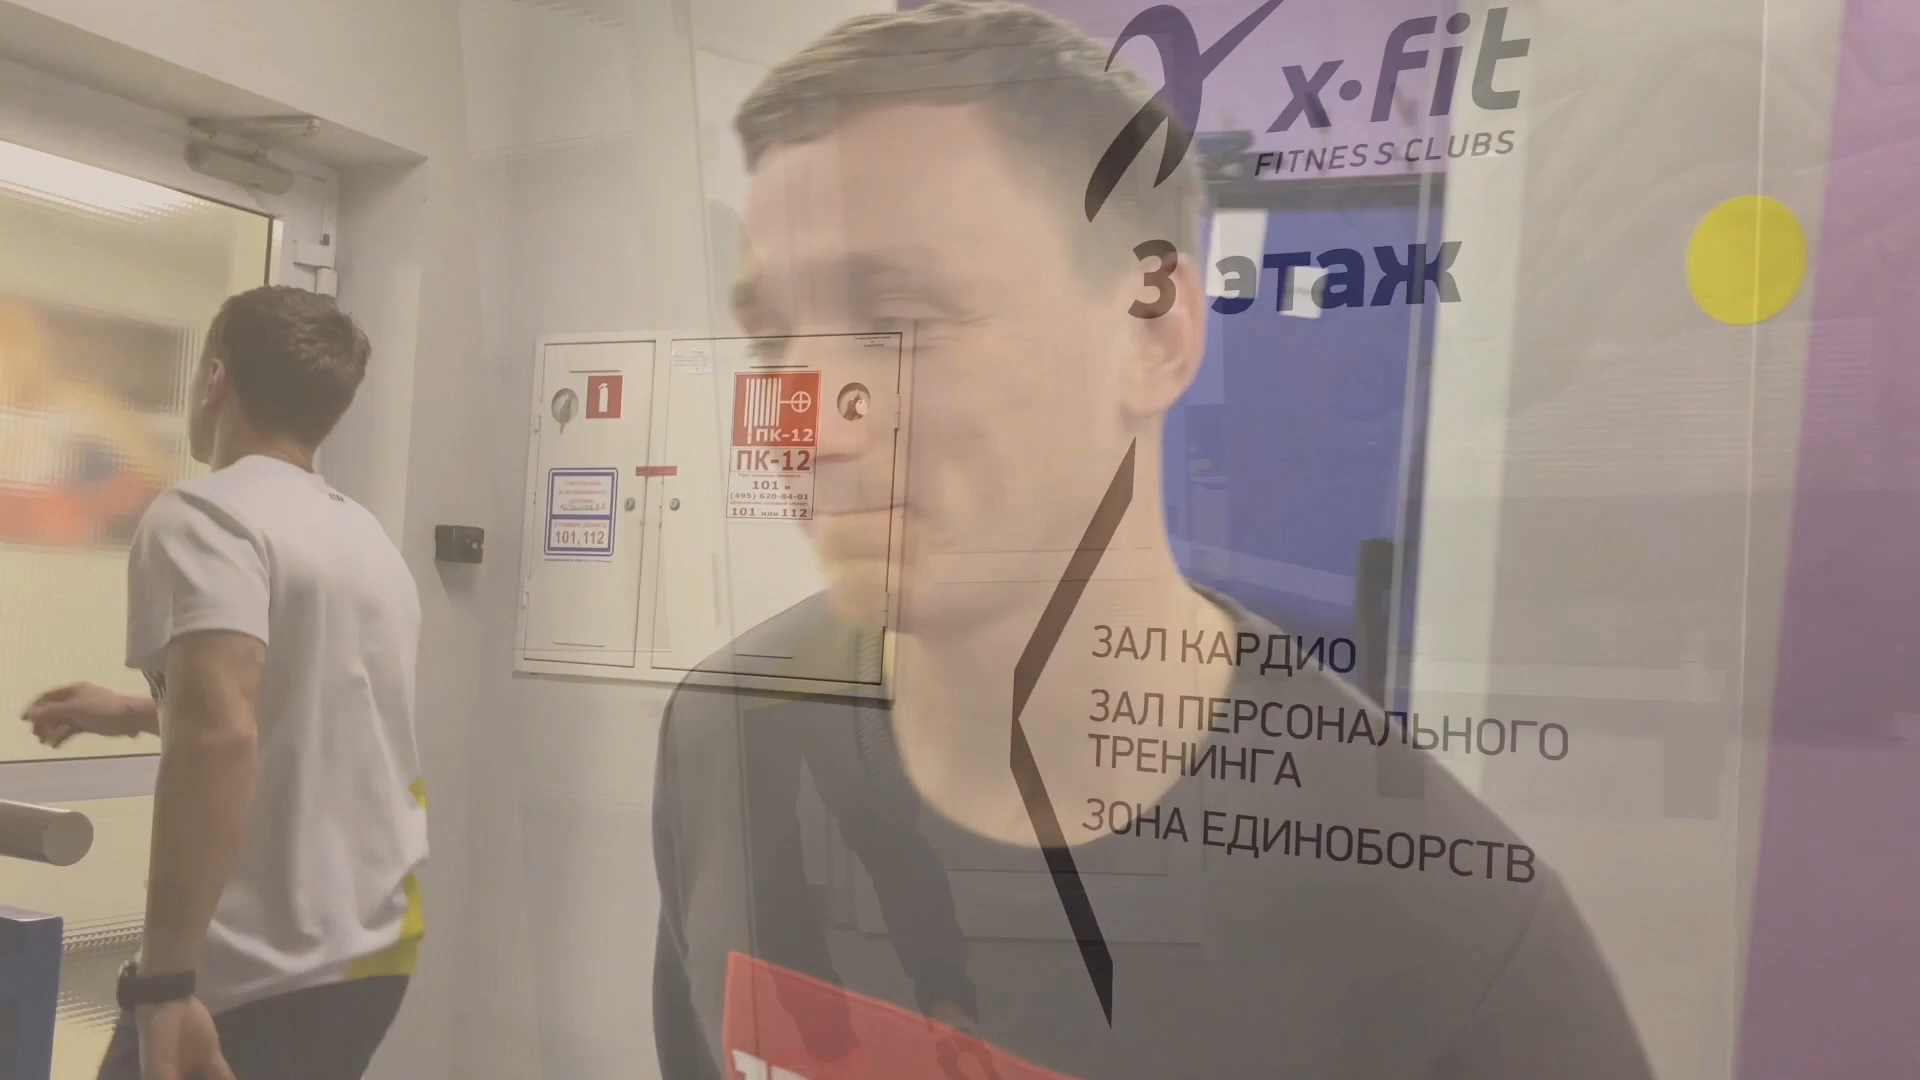 x·fit
FITNESS CLUBS
3 этаж
ПК-12
ПК-12
101 и
(495) 620-84-01
101 или 112
101, 112
ЗАЛ КАРДИО
ЗАЛ ПЕРСОНАЛЬНОГО
ТРЕНИНГА
ЗОНА ЕДИНОБОРСТВ